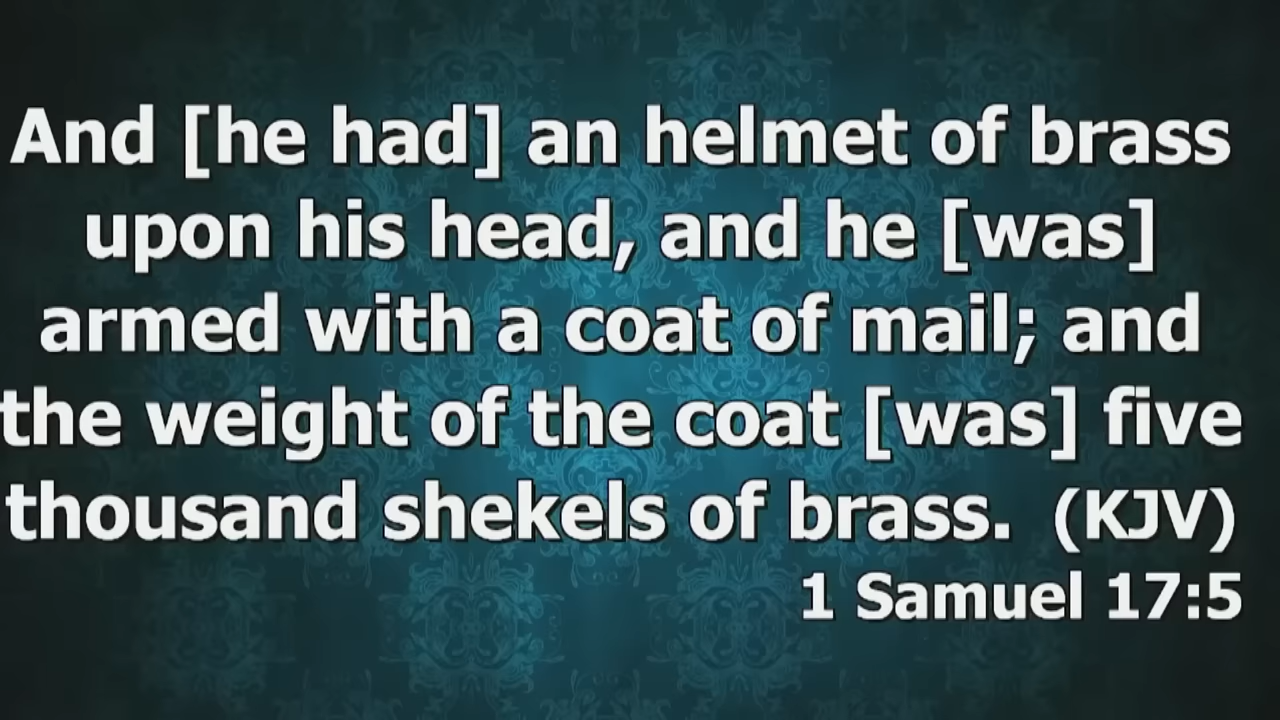 And [he had] an helmet of brass
upon his head, and he [was]
armed with a coat of mail; and
the weight of the coat [was] five
thousand shekels of brass. (KJV)
1 Samuel 17:5